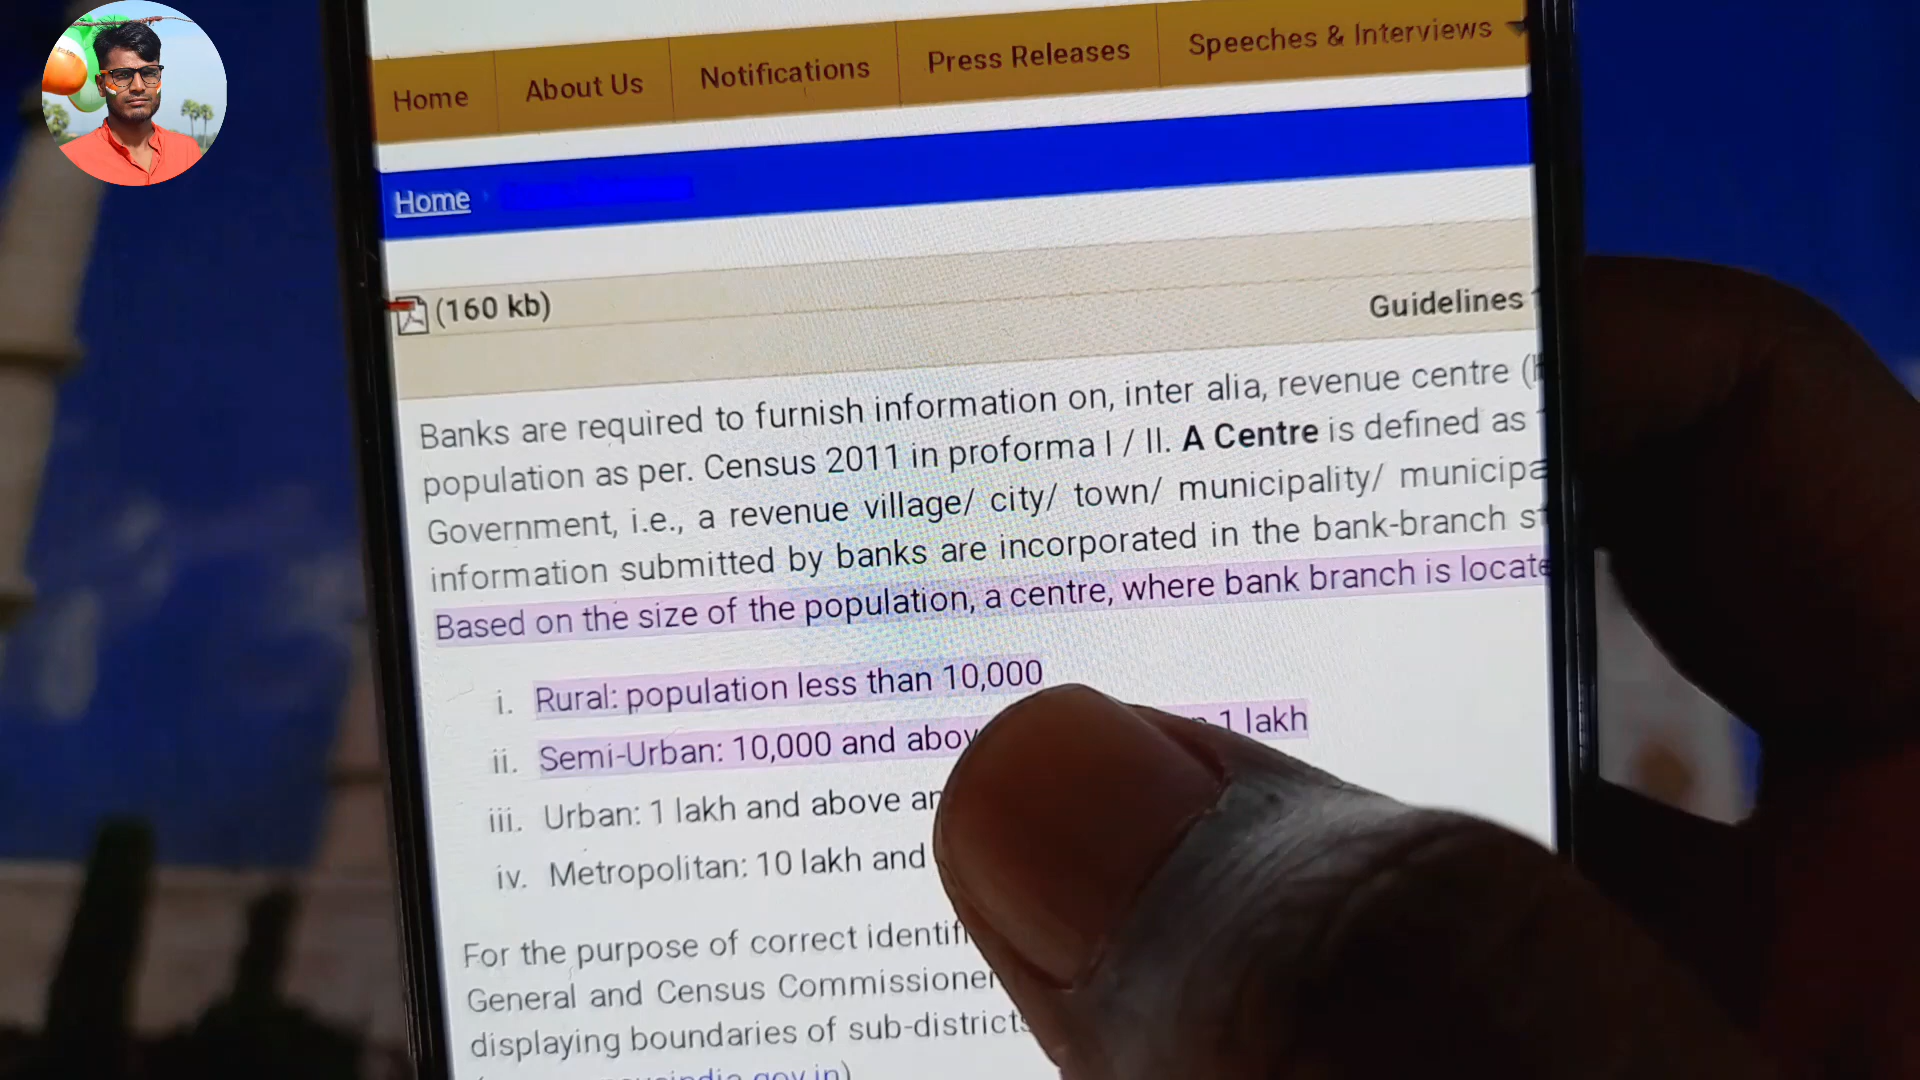 Home About Us Notifications Press Releases Speeches & Interviews
Home
(160 kb) Guidelines
Banks are required to furnish information on, inter alia, revenue centre
population as per. Census 2011 in proforma I / II. A Centre is defined as
Government, i.e., a revenue village/ city/ town/ municipality/
information submitted by banks are incorporated in the bank-branch
Based on the size of the population, a centre, where bank branch is
i. Rural: population less than 10,000
ii. Semi-Urban: 10,000 and 1 lakh
iii. Urban: 1 lakh and above
iv. Metropolitan: 10 lakh and
For the purpose of correct
General and Census
displaying boundaries of
gov.in)